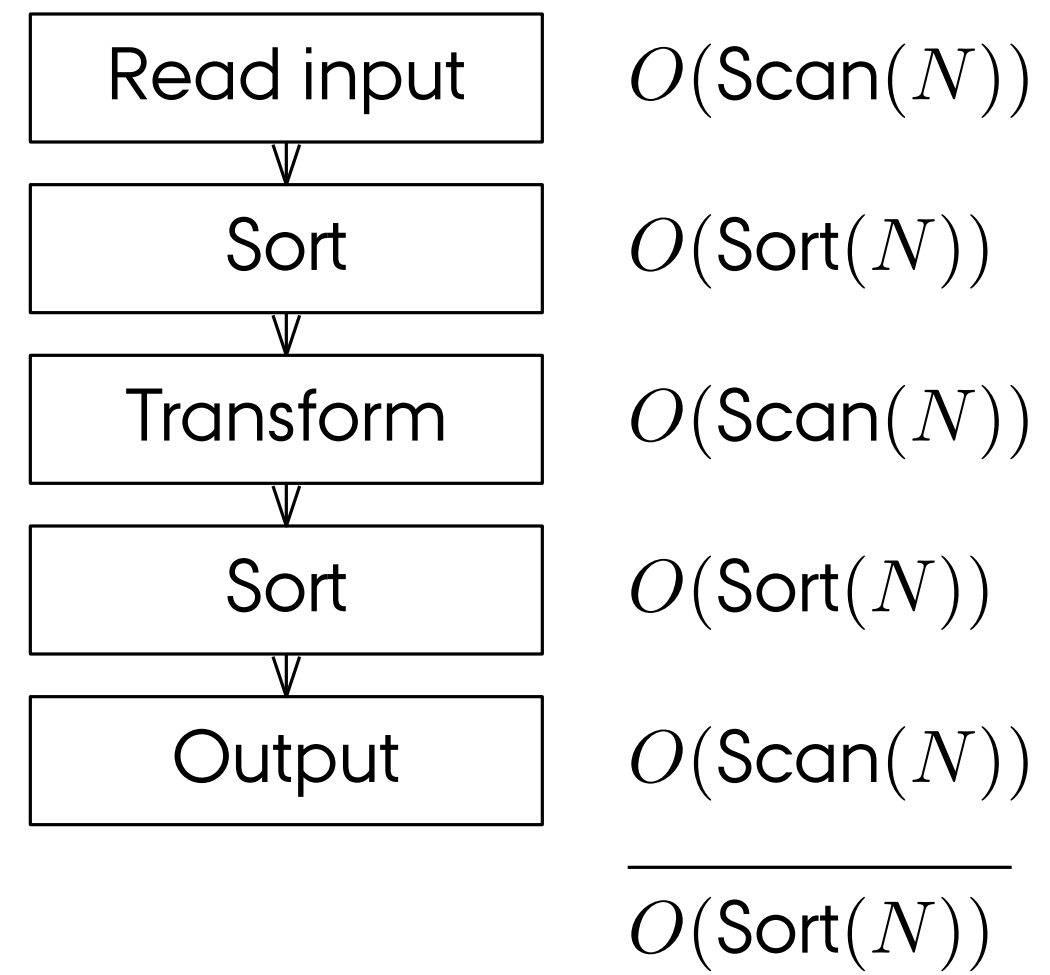 Read input O(Scan(N))
Sort O(Sort(N))
Transform O(Scan(N))
Sort O(Sort(N))
Output O(Scan(N))
O(Sort(N))